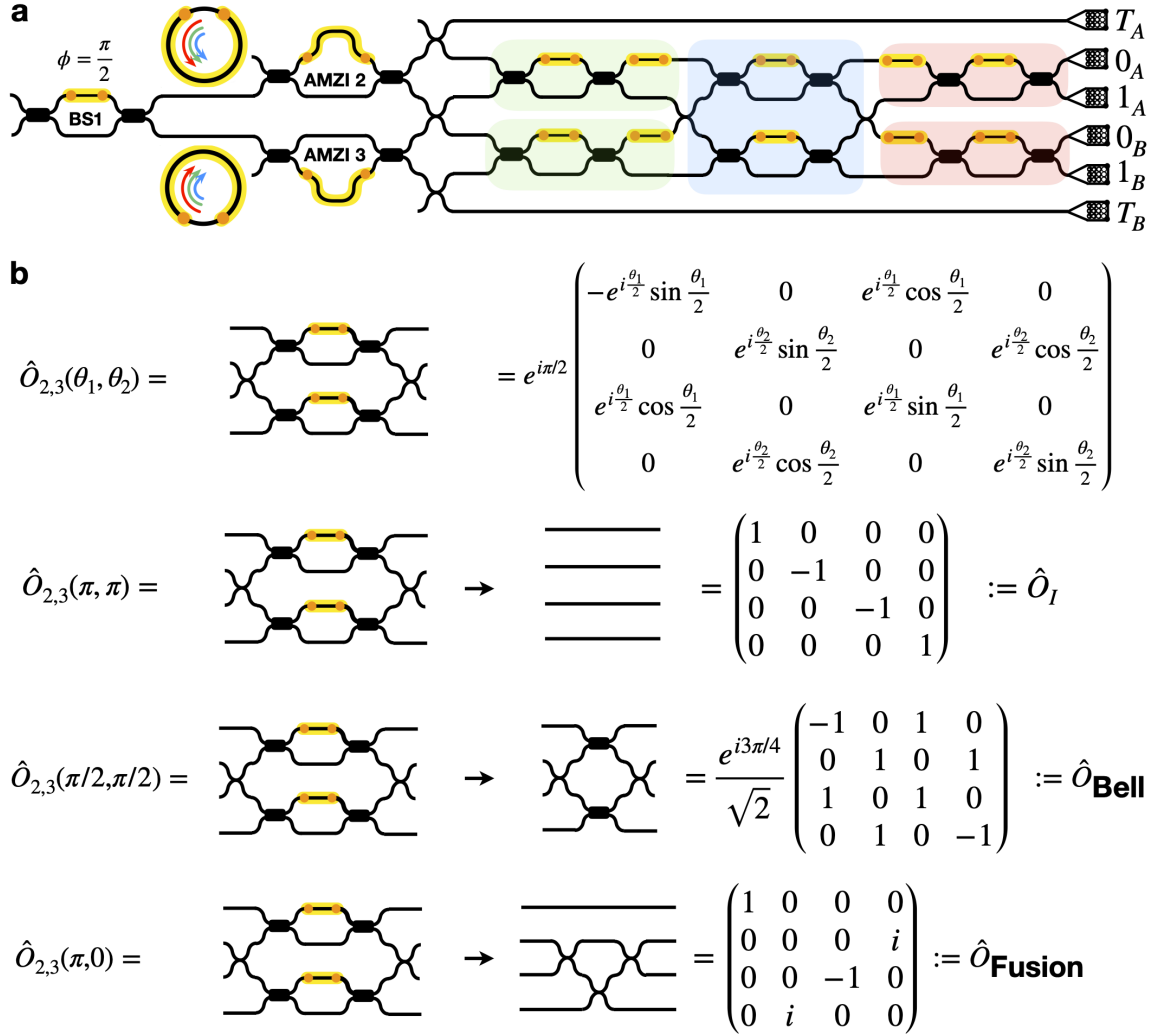 a
ϕ = π/2
BS1
AMZI 2
AMZI 3
T_A
0_A
1_A
0_B
1_B
T_B
b
Ô_{2,3}(θ_1, θ_2) = = e^{iπ/2}
−e^{iθ_1/2} sin θ_1/2 0 e^{iθ_1/2} cos θ_1/2 0
0 e^{iθ_2/2} sin θ_2/2 0 e^{iθ_2/2} cos θ_2/2
e^{iθ_1/2} cos θ_1/2 0 e^{iθ_1/2} sin θ_1/2 0
0 e^{iθ_2/2} cos θ_2/2 0 e^{iθ_2/2} sin θ_2/2
Ô_{2,3}(π, π) = → = := Ô_I
1 0 0 0
0 −1 0 0
0 0 −1 0
0 0 0 1
Ô_{2,3}(π/2,π/2) = → = e^{i3π/4}/√2 := Ô_Bell
−1 0 1 0
0 1 0 1
1 0 1 0
0 1 0 −1
Ô_{2,3}(π,0) = → = := Ô_Fusion
1 0 0 0
0 0 0 i
0 0 −1 0
0 i 0 0